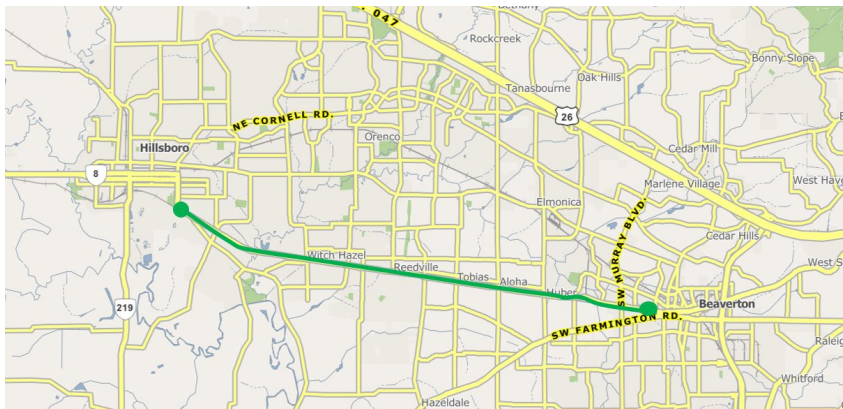 Bethany
047
Rockcreek
Bonny Slope
Oak Hills
Tanasbourne
NE CORNELL RD.
26
Orenco
Hillsboro
Cedar Mill
8
Marlene Village
West Hav
Elmonica
SW MURRAY BLVD.
Cedar Hills
Witch Hazel
Reedville
West S
Tobias
Aloha
Huber
219
Beaverton
SW FARMINGTON RD.
Raleig
Whitford
Hazeldale